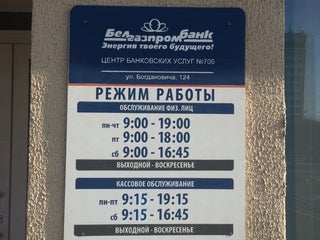 Белгазпромбанк
Энергия твоего будущего!
ЦЕНТР БАНКОВСКИХ УСЛУГ №705
ул. Богдановича, 124
РЕЖИМ РАБОТЫ
ОБСЛУЖИВАНИЕ ФИЗ. ЛИЦ
пн-чт 9:00 - 19:00
пт 9:00 - 18:00
сб 9:00 - 16:45
ВЫХОДНОЙ - ВОСКРЕСЕНЬЕ
КАССОВОЕ ОБСЛУЖИВАНИЕ
пн-пт 9:15 - 19:15
сб 9:15 - 16:45
ВЫХОДНОЙ - ВОСКРЕСЕНЬЕ